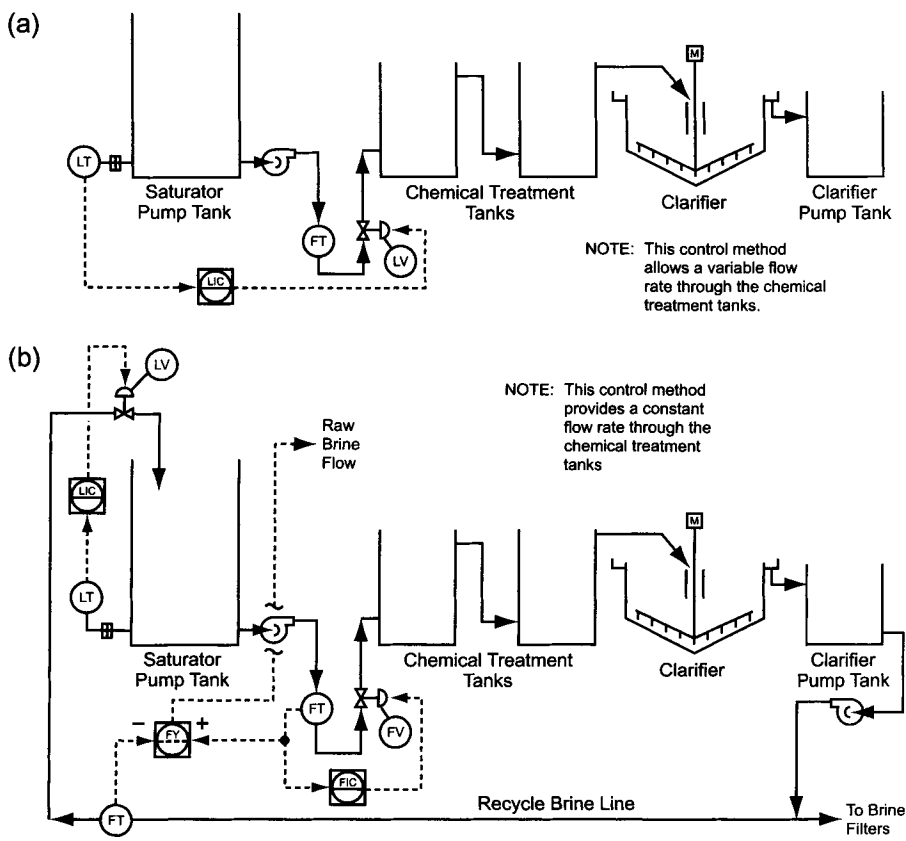 (a)
M
LT
Saturator
Pump Tank
FT
LV
LIC
Chemical Treatment
Tanks
Clarifier
Clarifier
Pump Tank
NOTE: This control method
allows a variable flow
rate through the chemical
treatment tanks.
(b)
LV
NOTE: This control method
provides a constant
flow rate through the
chemical treatment
tanks
Raw
Brine
Flow
LIC
M
LT
Saturator
Pump Tank
Chemical Treatment
Tanks
Clarifier
Clarifier
Pump Tank
FT
FV
– FY +
FIC
Recycle Brine Line
FT
To Brine
Filters